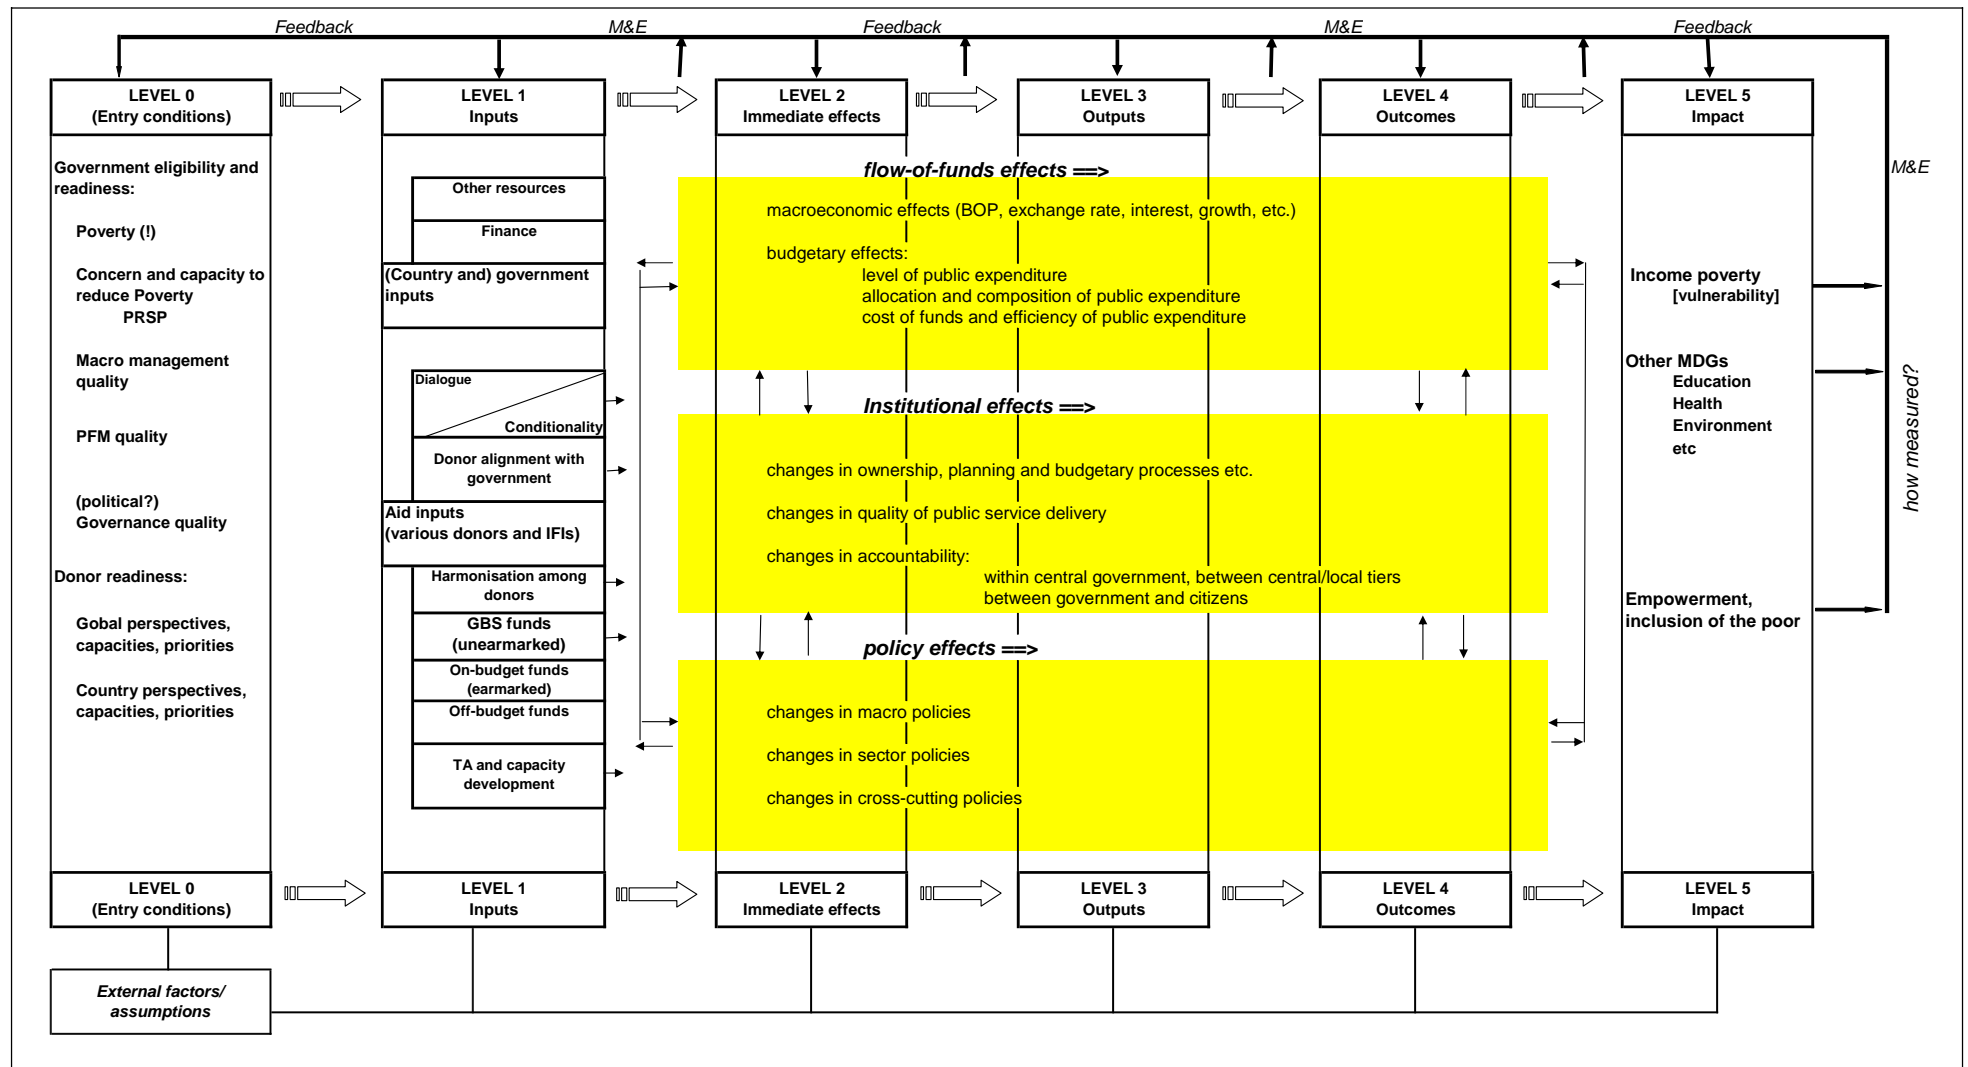 Feedback
M&E
Feedback
M&E
Feedback
LEVEL 0
(Entry conditions)
LEVEL 1
Inputs
LEVEL 2
Immediate effects
LEVEL 3
Outputs
LEVEL 4
Outcomes
LEVEL 5
Impact
Government eligibility and
readiness:
Poverty (!)
Concern and capacity to
reduce Poverty
PRSP
Macro management
quality
PFM quality
(political?)
Governance quality
Donor readiness:
Gobal perspectives,
capacities, priorities
Country perspectives,
capacities, priorities
Other resources
Finance
(Country and) government
inputs
Dialogue
Conditionality
Donor alignment with
government
Aid inputs
(various donors and IFIs)
Harmonisation among
donors
GBS funds
(unearmarked)
On-budget funds
(earmarked)
Off-budget funds
TA and capacity
development
flow-of-funds effects ==>
macroeconomic effects (BOP, exchange rate, interest, growth, etc.)
budgetary effects:
level of public expenditure
allocation and composition of public expenditure
cost of funds and efficiency of public expenditure
Institutional effects ==>
changes in ownership, planning and budgetary processes etc.
changes in quality of public service delivery
changes in accountability:
within central government, between central/local tiers
between government and citizens
policy effects ==>
changes in macro policies
changes in sector policies
changes in cross-cutting policies
Income poverty
[vulnerability]
Other MDGs
Education
Health
Environment
etc
Empowerment,
inclusion of the poor
M&E
how measured?
LEVEL 0
(Entry conditions)
LEVEL 1
Inputs
LEVEL 2
Immediate effects
LEVEL 3
Outputs
LEVEL 4
Outcomes
LEVEL 5
Impact
External factors/
assumptions